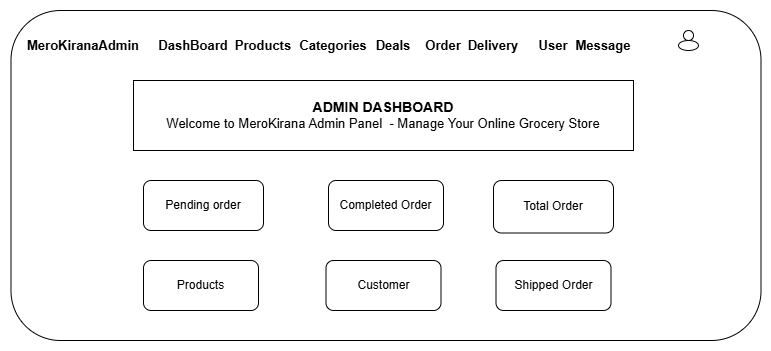 MeroKiranaAdmin DashBoard Products Categories Deals Order Delivery User Message
ADMIN DASHBOARD
Welcome to MeroKirana Admin Panel - Manage Your Online Grocery Store
Pending order Completed Order Total Order
Products Customer Shipped Order